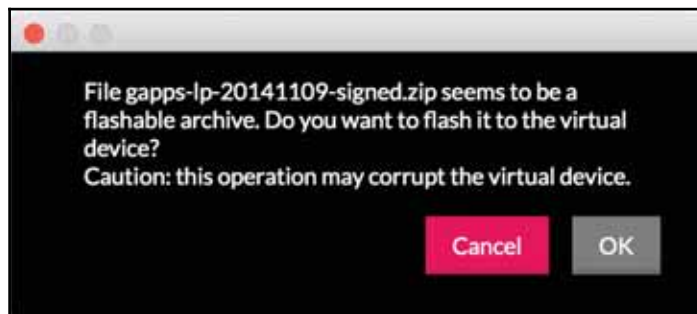 File gapps-lp-20141109-signed.zip seems to be a
flashable archive. Do you want to flash it to the virtual
device?
Caution: this operation may corrupt the virtual device.
Cancel OK